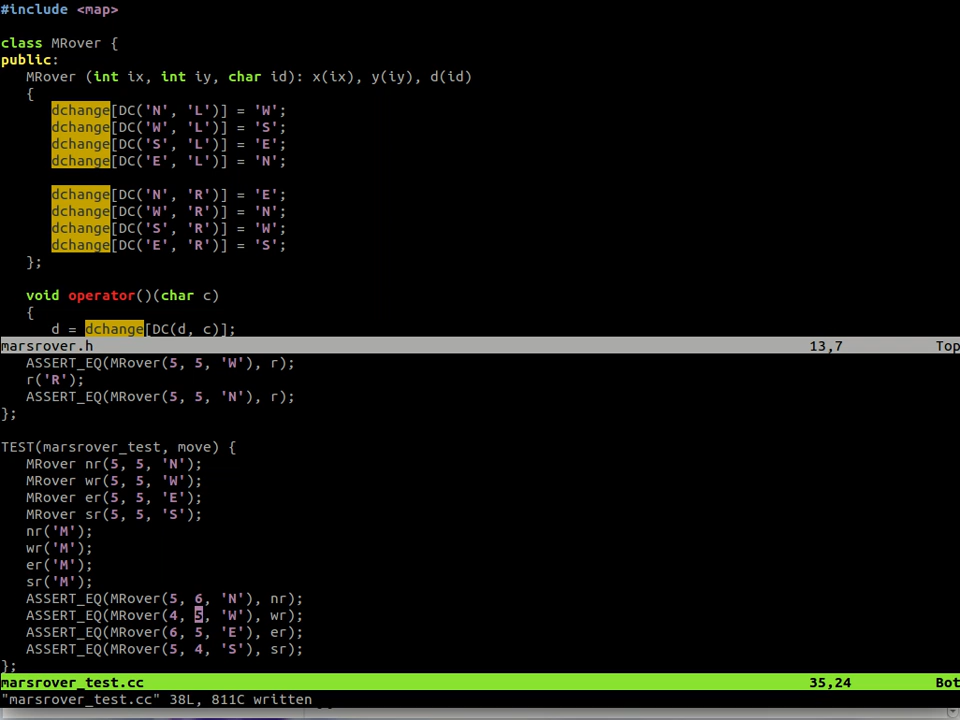 #include <map>
class MRover {
public:
MRover (int ix, int iy, char id): x(ix), y(iy), d(id)
{
dchange[DC('N', 'L')] = 'W';
dchange[DC('W', 'L')] = 'S';
dchange[DC('S', 'L')] = 'E';
dchange[DC('E', 'L')] = 'N';
dchange[DC('N', 'R')] = 'E';
dchange[DC('W', 'R')] = 'N';
dchange[DC('S', 'R')] = 'W';
dchange[DC('E', 'R')] = 'S';
};
void operator()(char c)
{
d = dchange[DC(d, c)];
marsrover.h 13,7 Top
ASSERT_EQ(MRover(5, 5, 'W'), r);
r('R');
ASSERT_EQ(MRover(5, 5, 'N'), r);
};
TEST(marsrover_test, move) {
MRover nr(5, 5, 'N');
MRover wr(5, 5, 'W');
MRover er(5, 5, 'E');
MRover sr(5, 5, 'S');
nr('M');
wr('M');
er('M');
sr('M');
ASSERT_EQ(MRover(5, 6, 'N'), nr);
ASSERT_EQ(MRover(4, 5, 'W'), wr);
ASSERT_EQ(MRover(6, 5, 'E'), er);
ASSERT_EQ(MRover(5, 4, 'S'), sr);
};
marsrover_test.cc 35,24 Bot
"marsrover_test.cc" 38L, 811C written